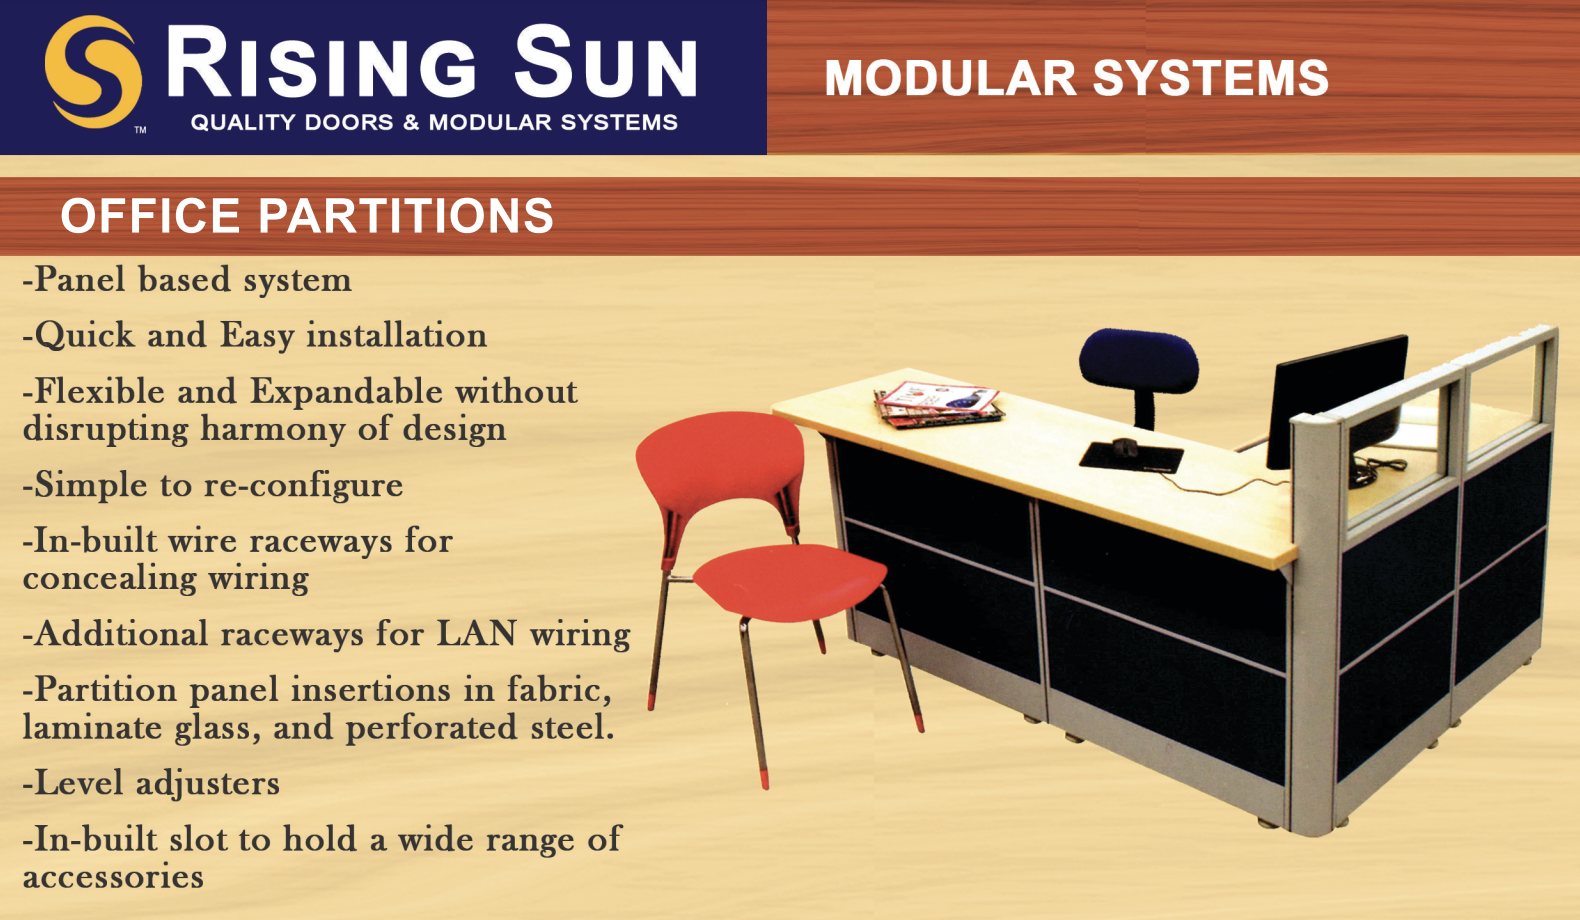 RISING SUN
QUALITY DOORS & MODULAR SYSTEMS
TM
MODULAR SYSTEMS
OFFICE PARTITIONS
-Panel based system
-Quick and Easy installation
-Flexible and Expandable without
disrupting harmony of design
-Simple to re-configure
-In-built wire raceways for
concealing wiring
-Additional raceways for LAN wiring
-Partition panel insertions in fabric,
laminate glass, and perforated steel.
-Level adjusters
-In-built slot to hold a wide range of
accessories